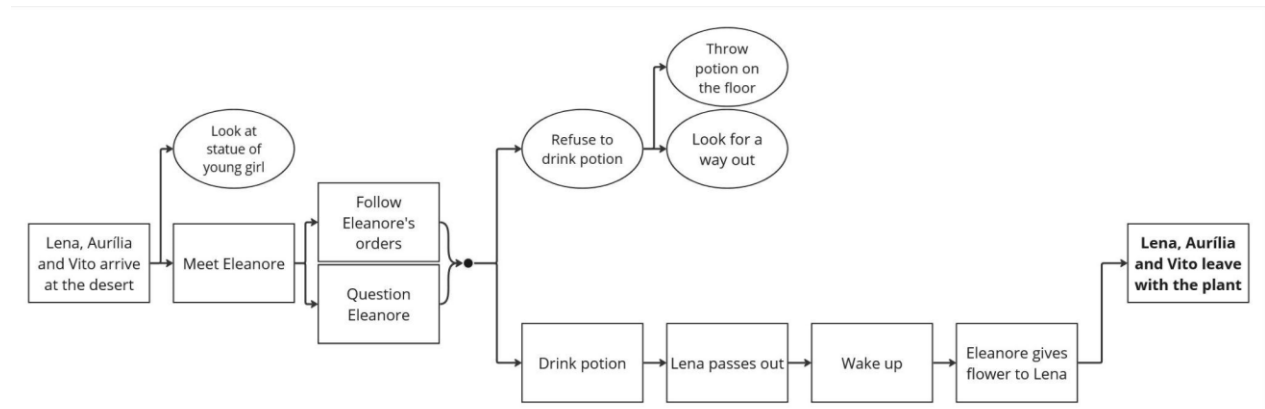 Lena, Aurília
and Vito arrive
at the desert
Look at
statue of
young girl
Meet Eleanore
Follow
Eleanore's
orders
Question
Eleanore
Refuse to
drink potion
Throw
potion on
the floor
Look for a
way out
Drink potion
Lena passes out
Wake up
Eleanore gives
flower to Lena
Lena, Aurília
and Vito leave
with the plant